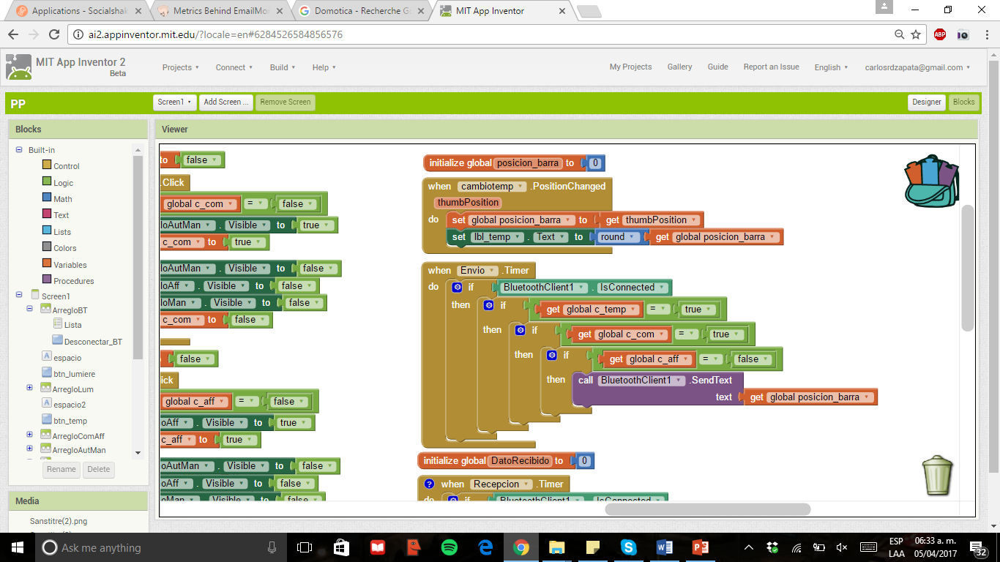 Applications - Socialshak
Metrics Behind EmailMon
Domotica - Recherche G
MIT App Inventor
ai2.appinventor.mit.edu/?locale=en#6284526584856576
ABP
MIT App Inventor 2
Beta
Projects
Connect
Build
Help
My Projects
Gallery
Guide
Report an Issue
English
carlosrdzapata@gmail.com
PP
Screen1
Add Screen ...
Remove Screen
Designer
Blocks
Blocks
Built-in
Control
Logic
Math
Text
Lists
Colors
Variables
Procedures
Screen1
ArregloBT
Lista
Desconectar_BT
espacio
btn_lumiere
ArregloLum
espacio2
btn_temp
ArregloComAff
ArregloAutMan
Rename
Delete
Media
Sanstitre(2).png
Viewer
to false
.Click
global c_com = false
loAutMan . Visible to true
c_com to true
loAutMan . Visible to false
loAff . Visible to false
loMan . Visible to false
c_com to false
false
lick
global c_aff = false
oAff . Visible to true
c_aff to true
oAutMan . Visible to false
oAff . Visible to false
oMan . Visible to false
initialize global posicion_barra to 0
when cambiotemp .PositionChanged
thumbPosition
do set global posicion_barra to get thumbPosition
set lbl_temp . Text to round get global posicion_barra
when Envio .Timer
do if BluetoothClient1 . IsConnected
then if get global c_temp = true
then if get global c_com = true
then if get global c_aff = false
then call BluetoothClient1 .SendText
text get global posicion_barra
initialize global DatoRecibido to 0
? when Recepcion .Timer
do if BluetoothClient1 . IsConnected
Ask me anything
ESP
LAA
06:33 a. m.
05/04/2017
32